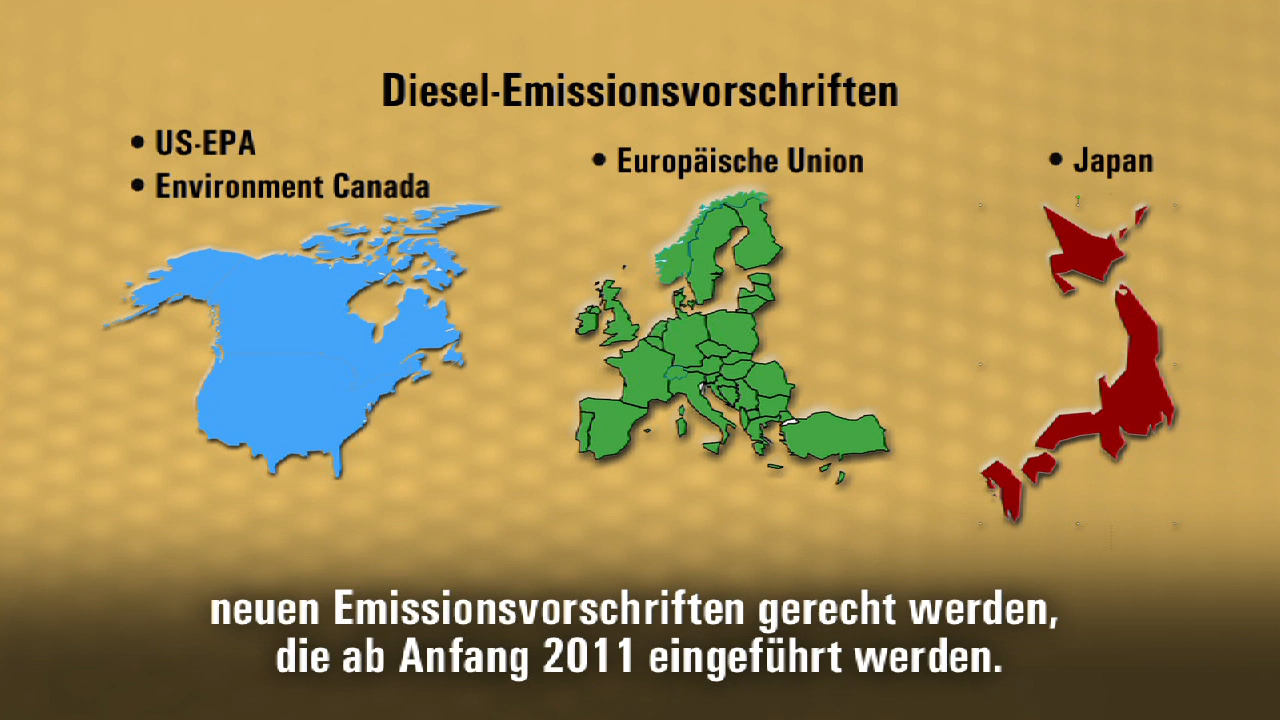 Diesel-Emissionsvorschriften
• US-EPA
• Environment Canada
• Europäische Union
• Japan
neuen Emissionsvorschriften gerecht werden,
die ab Anfang 2011 eingeführt werden.